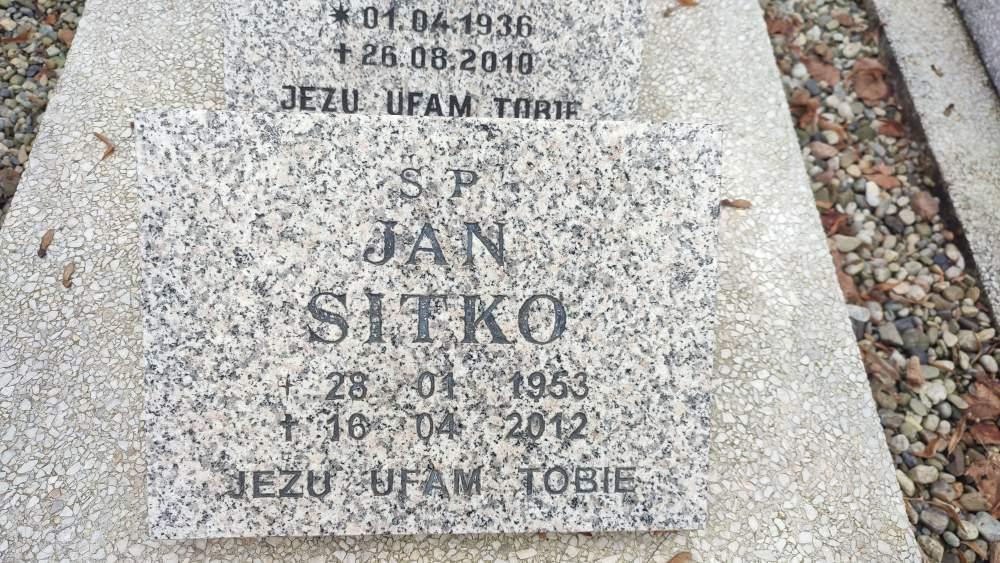 * 01.04.1936
† 26.08.2010
JEZU UFAM TOBIE
Ś P
JAN
SITKO
† 28 01 1953
† 16 04 2012
JEZU UFAM TOBIE